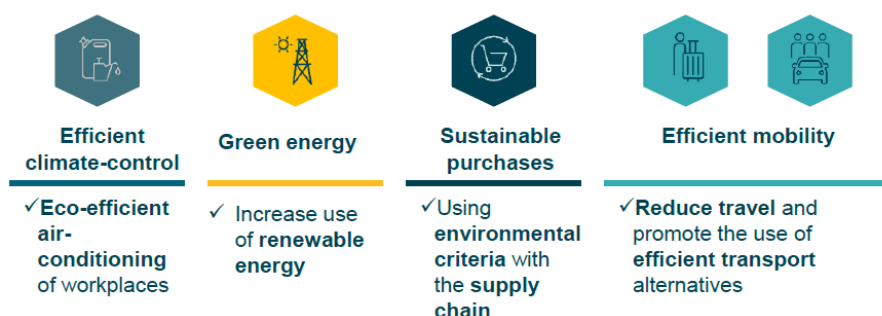 Efficient
climate-control
✓Eco-efficient
air-
conditioning
of workplaces
Green energy
✓ Increase use
of renewable
energy
Sustainable
purchases
✓Using
environmental
criteria with
the supply
chain
Efficient mobility
✓Reduce travel and
promote the use of
efficient transport
alternatives